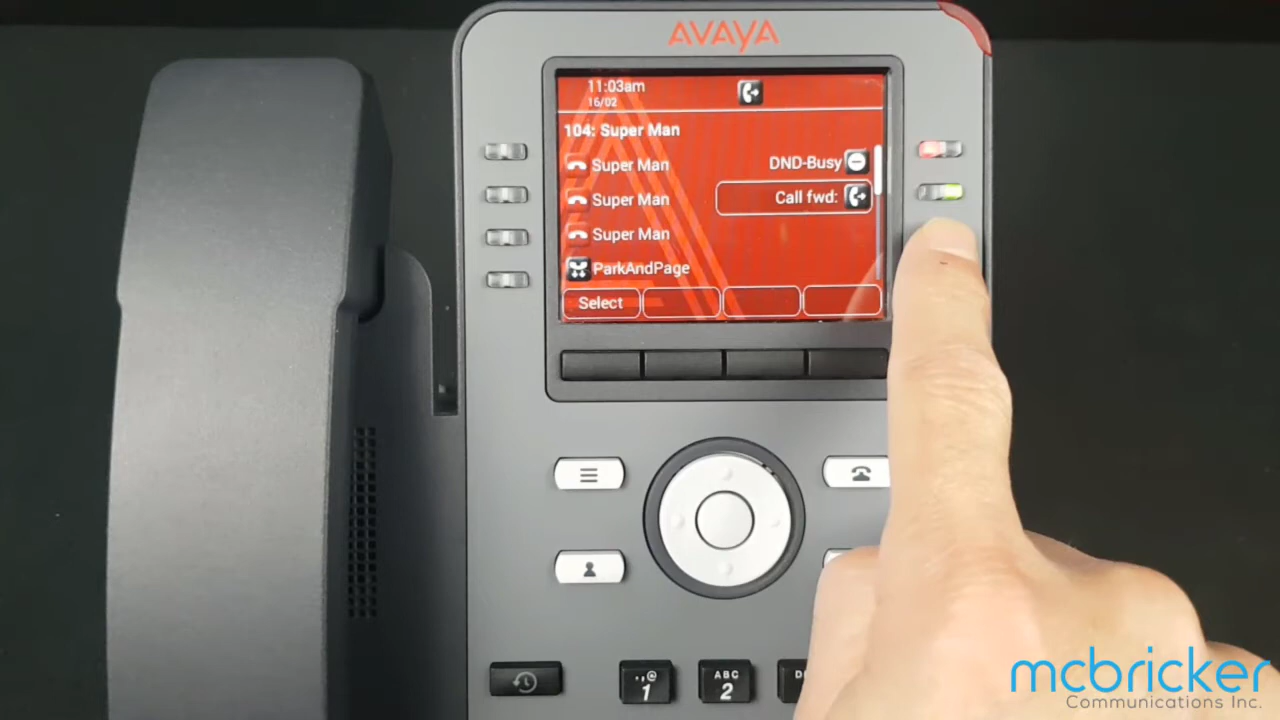 AVAYA
11:03am
16/02
104: Super Man
Super Man
DND-Busy
Super Man
Call fwd:
Super Man
ParkAndPage
Select
.,@
1
ABC
2
mcbricker
Communications Inc.